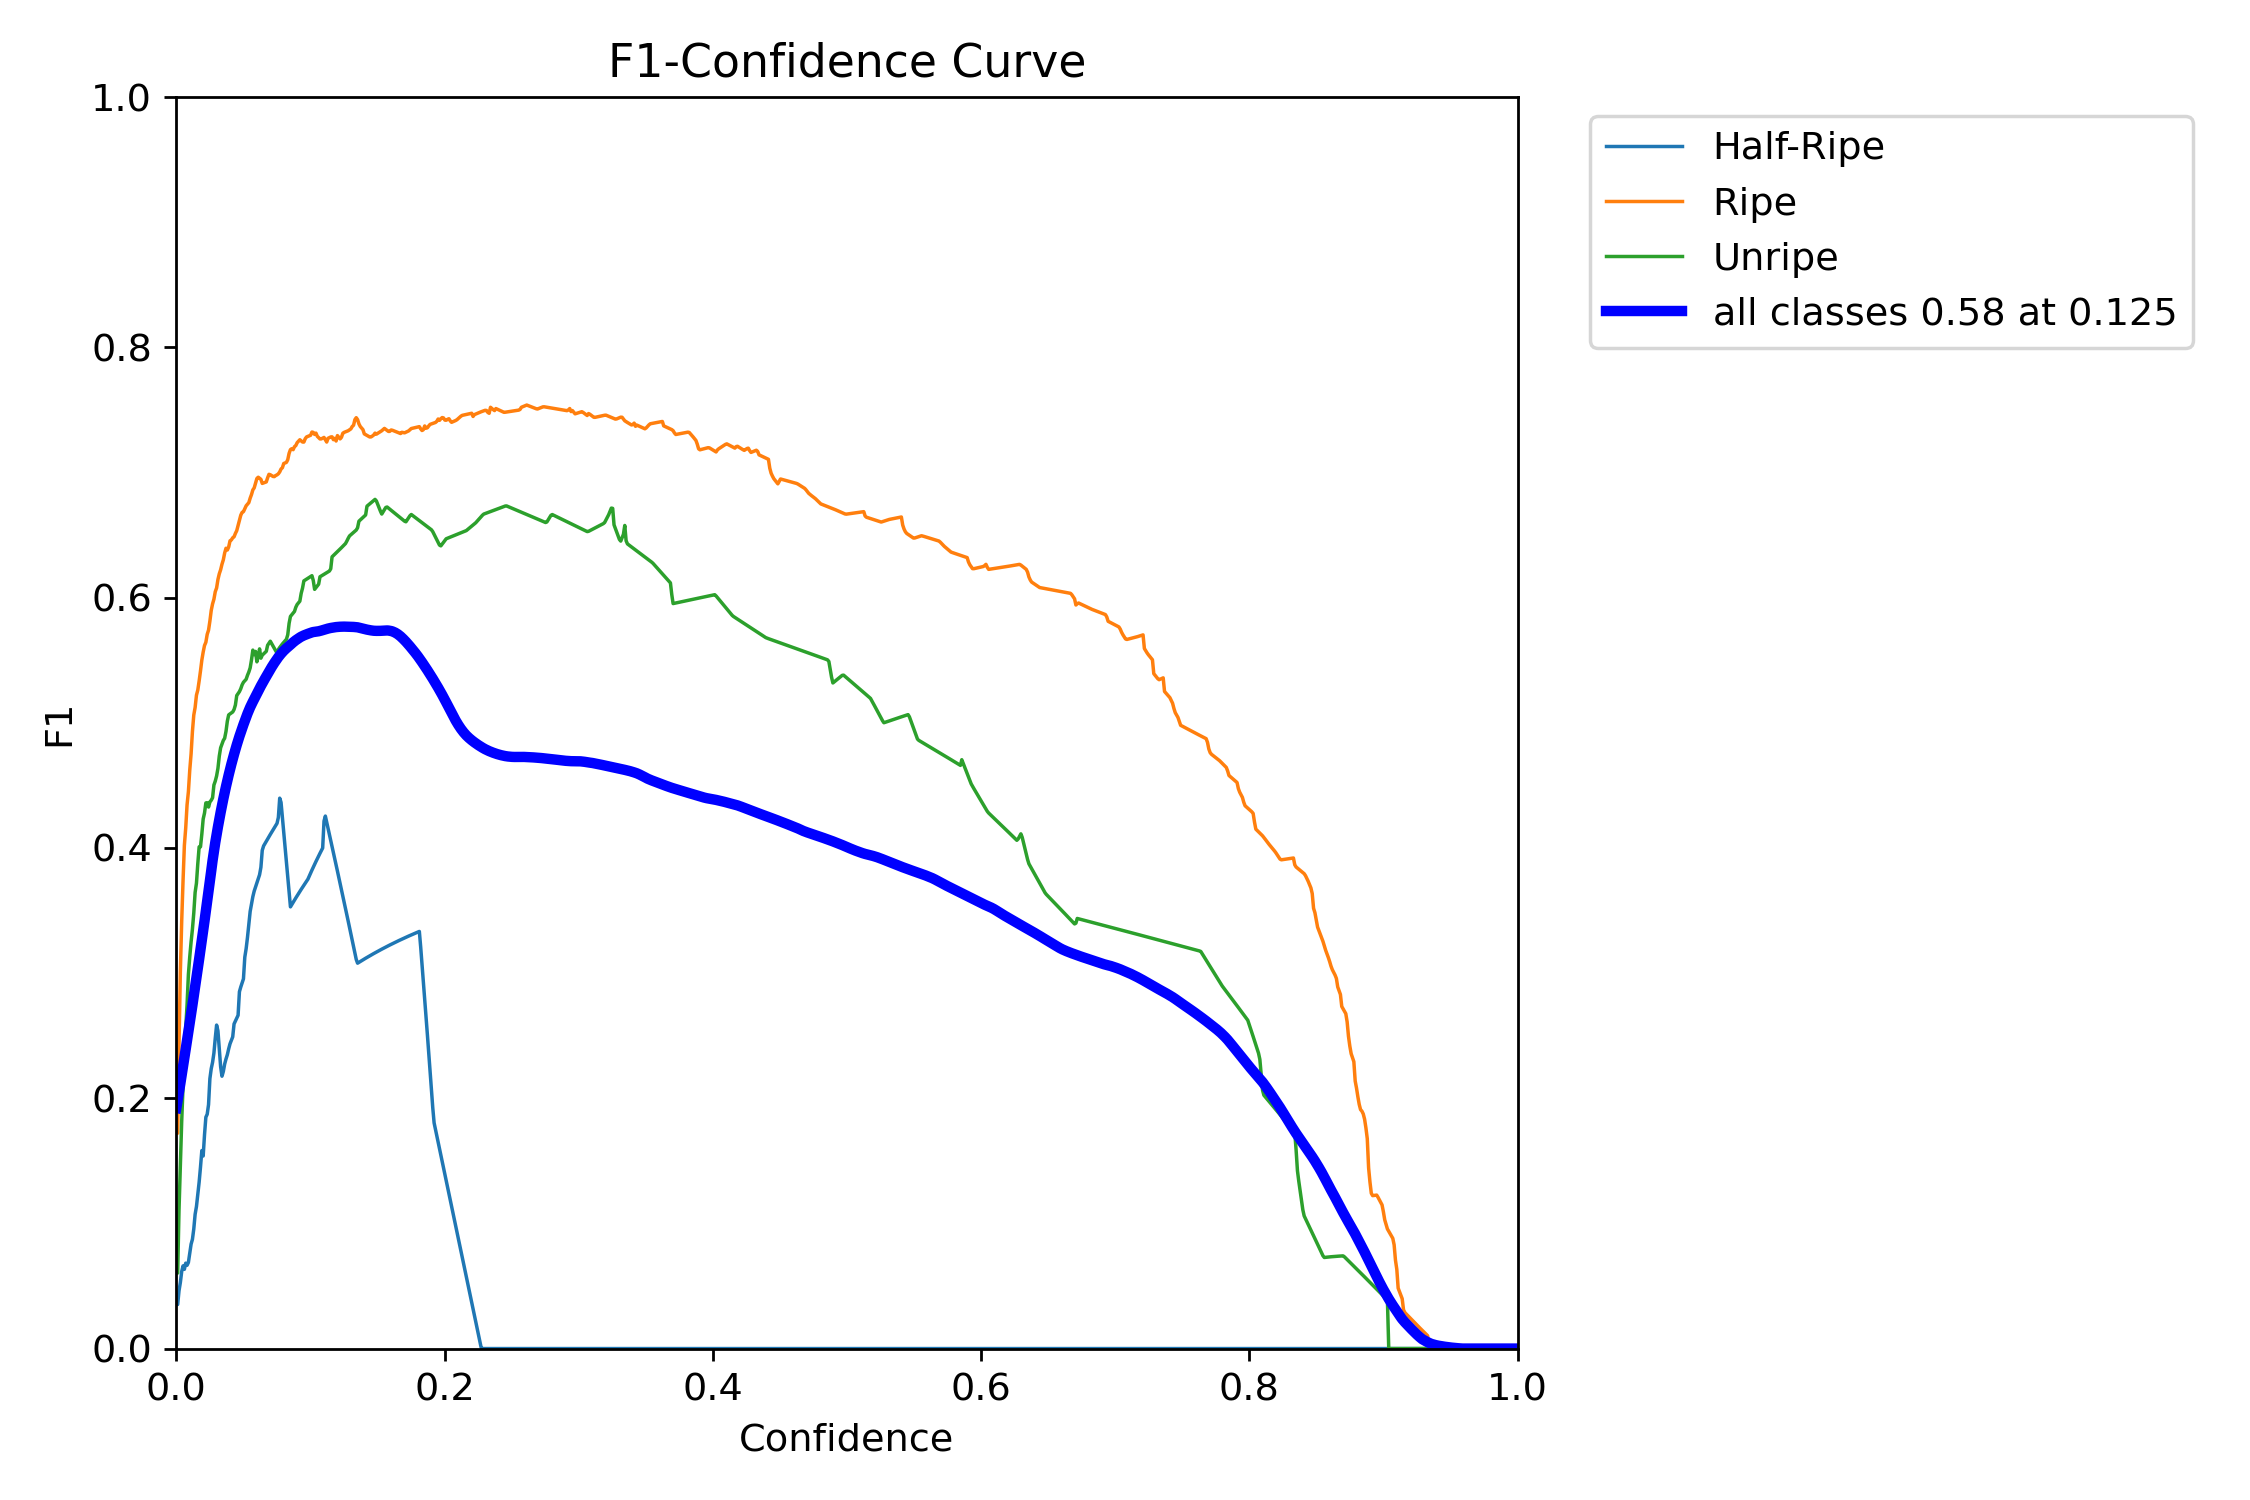 F1-Confidence Curve
1.0
0.8
0.6
0.4
0.2
0.0
F1
0.0 0.2 0.4 0.6 0.8 1.0
Confidence
Half-Ripe
Ripe
Unripe
all classes 0.58 at 0.125